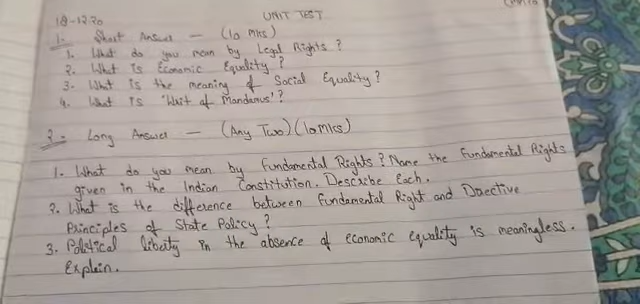 18-12-20 UNIT TEST
1- Short Answer - (10 mks)
1. What do you mean by Legal Rights ?
2. What is Economic Equality ?
3. What is the meaning of Social Equality ?
4. What is 'Writ of Mandamus' ?
2- Long Answer - (Any Two) (10mks)
1. What do you mean by Fundamental Rights ? Name the Fundamental Rights
given in the Indian Constitution. Describe Each.
2. What is the difference between Fundamental Right and Directive
Principles of State Policy ?
3. Political liberty in the absence of economic equality is meaningless.
Explain.